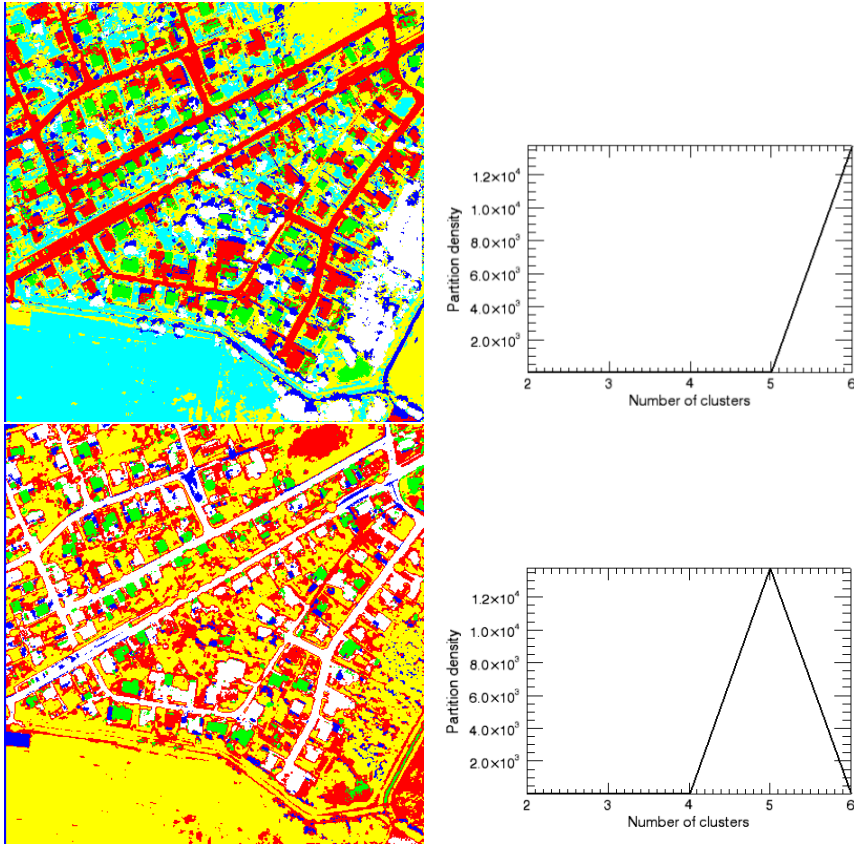 1.2×10⁴
1.0×10⁴
8.0×10³
6.0×10³
4.0×10³
2.0×10³
Partition density
2 3 4 5 6
Number of clusters
1.2×10⁴
1.0×10⁴
8.0×10³
6.0×10³
4.0×10³
2.0×10³
Partition density
2 3 4 5 6
Number of clusters